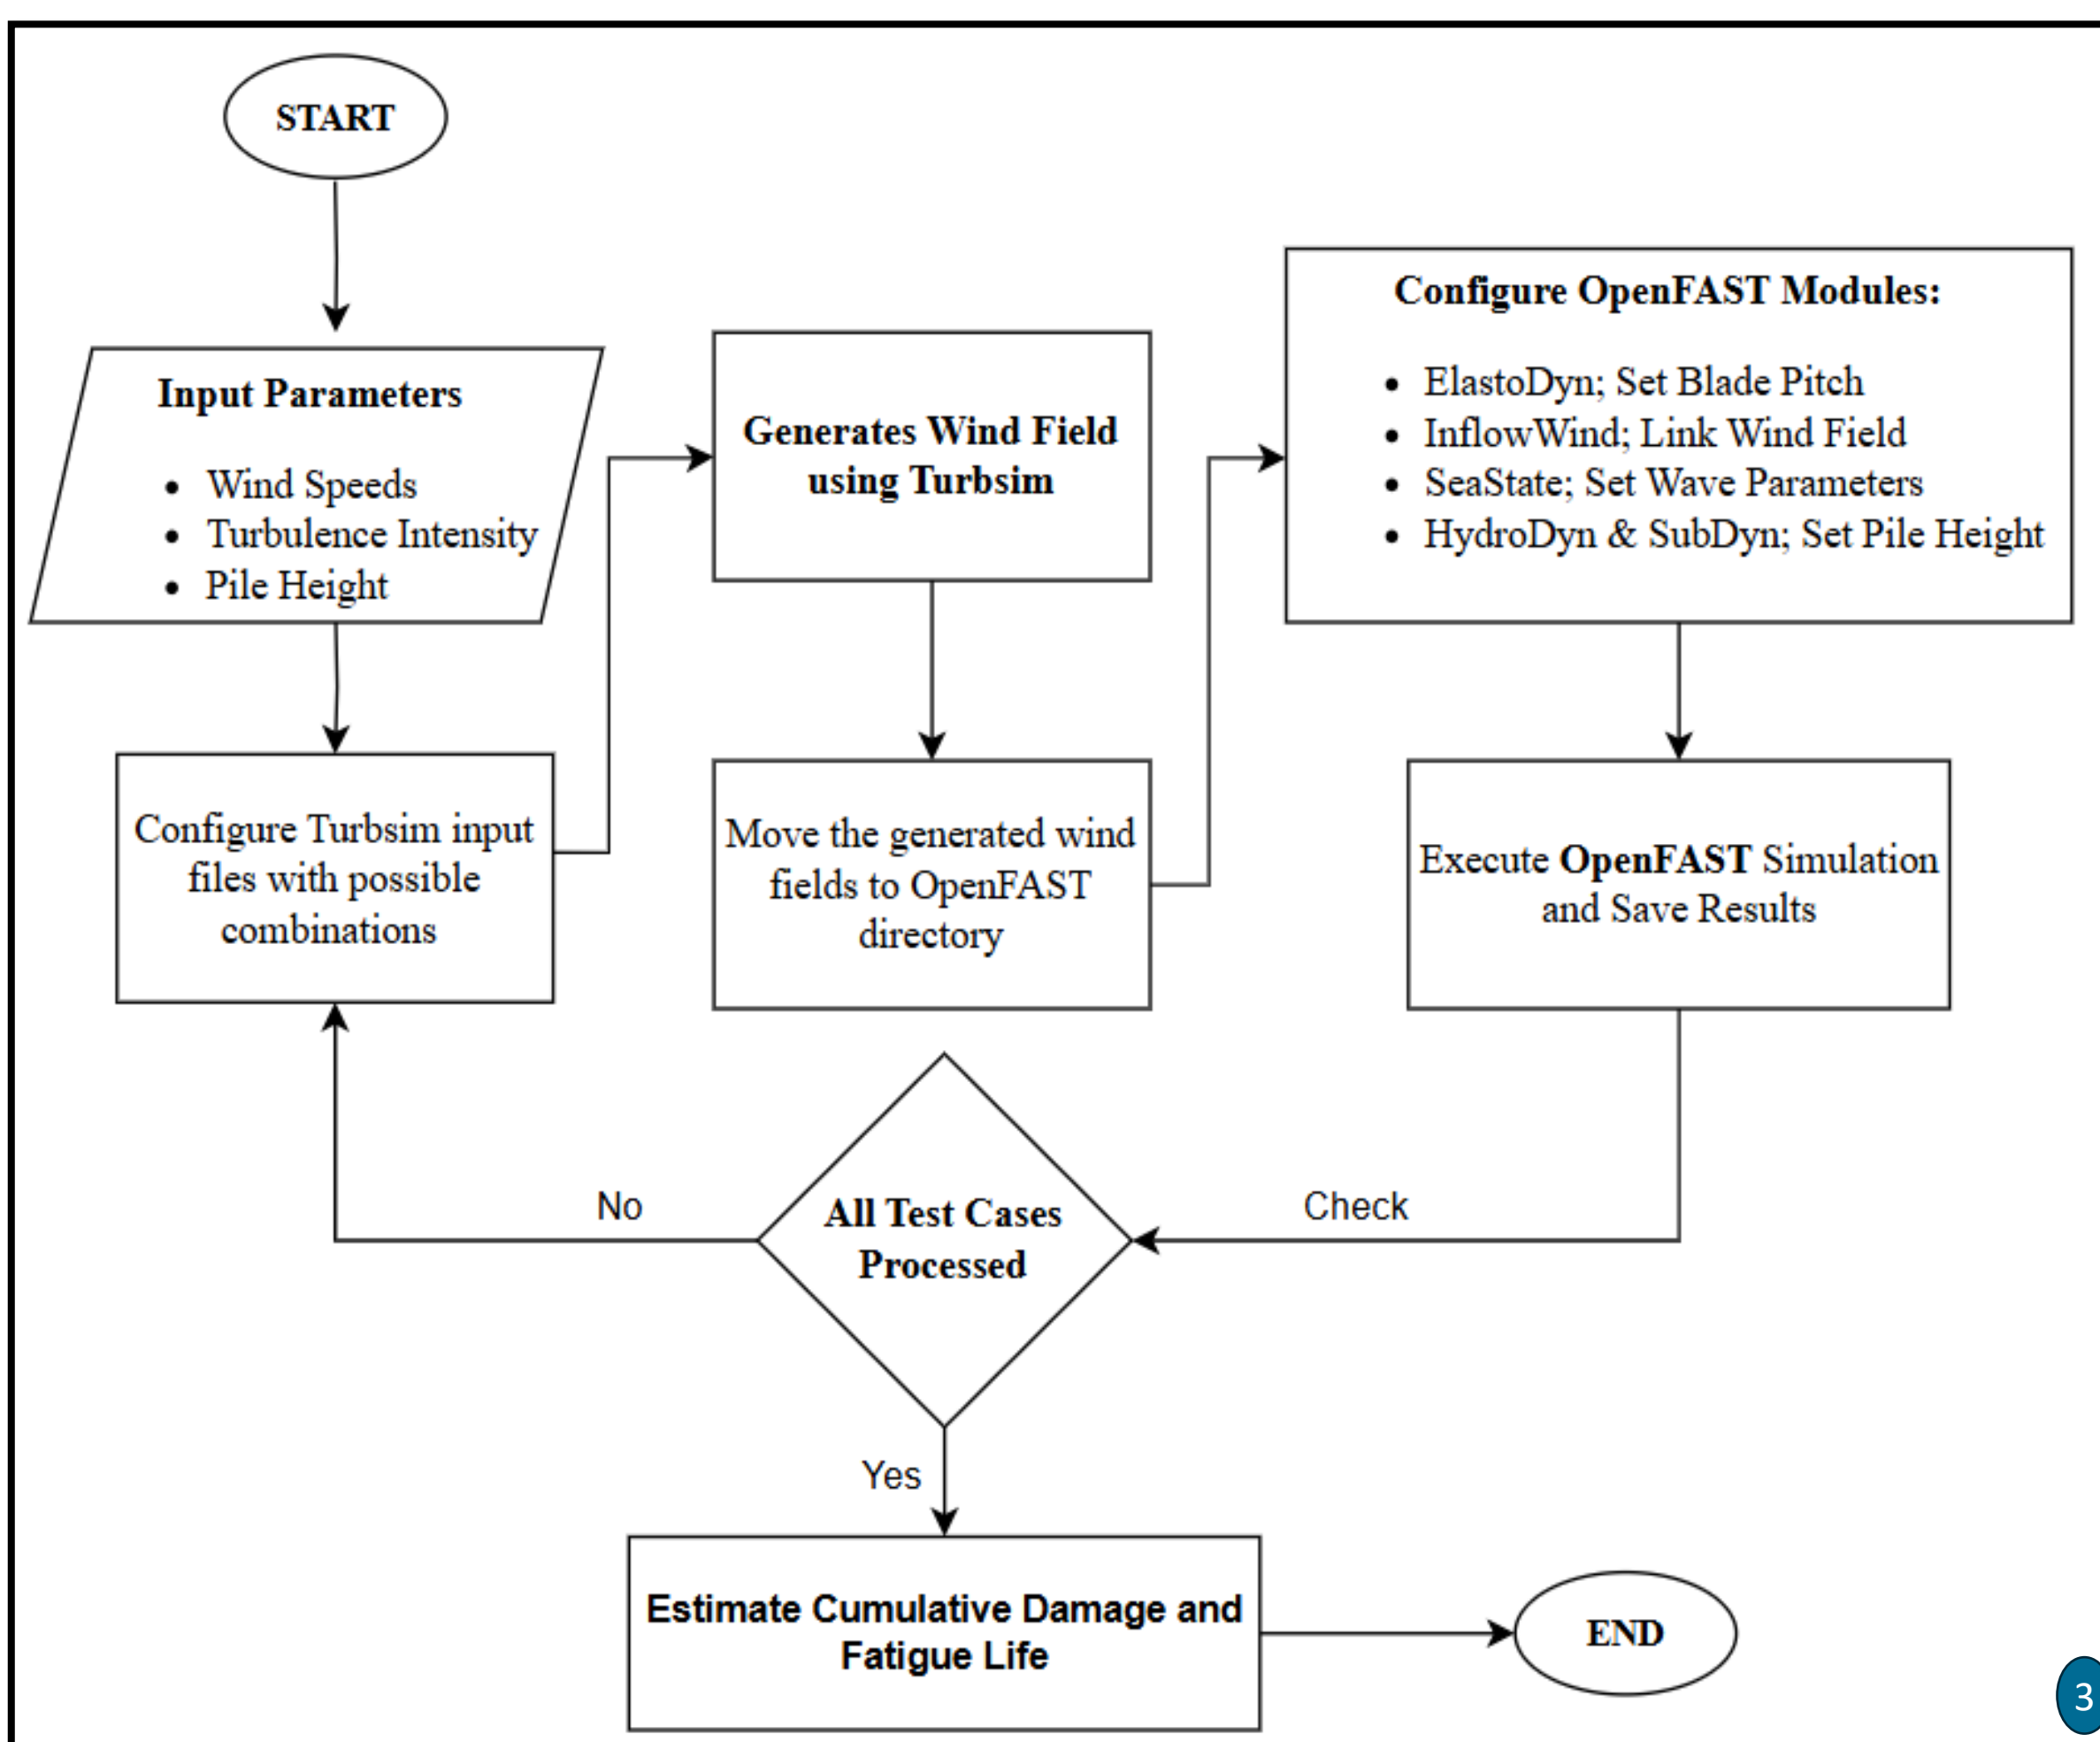 START
Input Parameters
• Wind Speeds
• Turbulence Intensity
• Pile Height
Configure Turbsim input
files with possible
combinations
Generates Wind Field
using Turbsim
Move the generated wind
fields to OpenFAST
directory
Configure OpenFAST Modules:
• ElastoDyn; Set Blade Pitch
• InflowWind; Link Wind Field
• SeaState; Set Wave Parameters
• HydroDyn & SubDyn; Set Pile Height
Execute OpenFAST Simulation
and Save Results
Check
All Test Cases
Processed
No
Yes
Estimate Cumulative Damage and
Fatigue Life
END
3